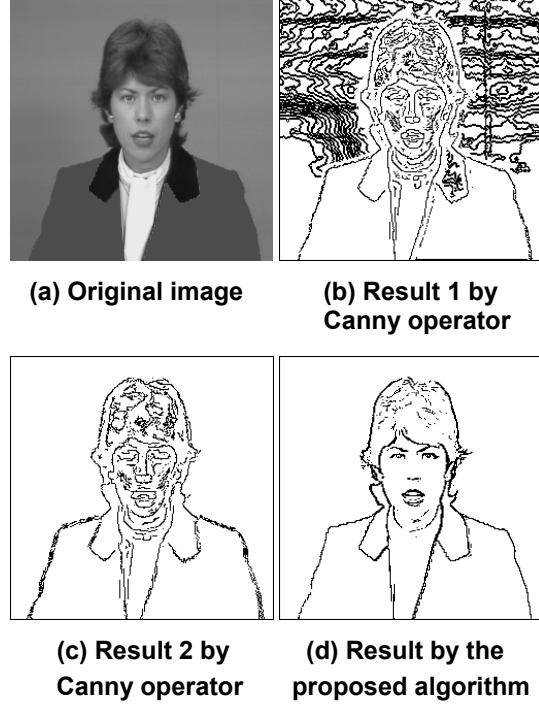 (a) Original image
(b) Result 1 by
Canny operator
(c) Result 2 by
Canny operator
(d) Result by the
proposed algorithm